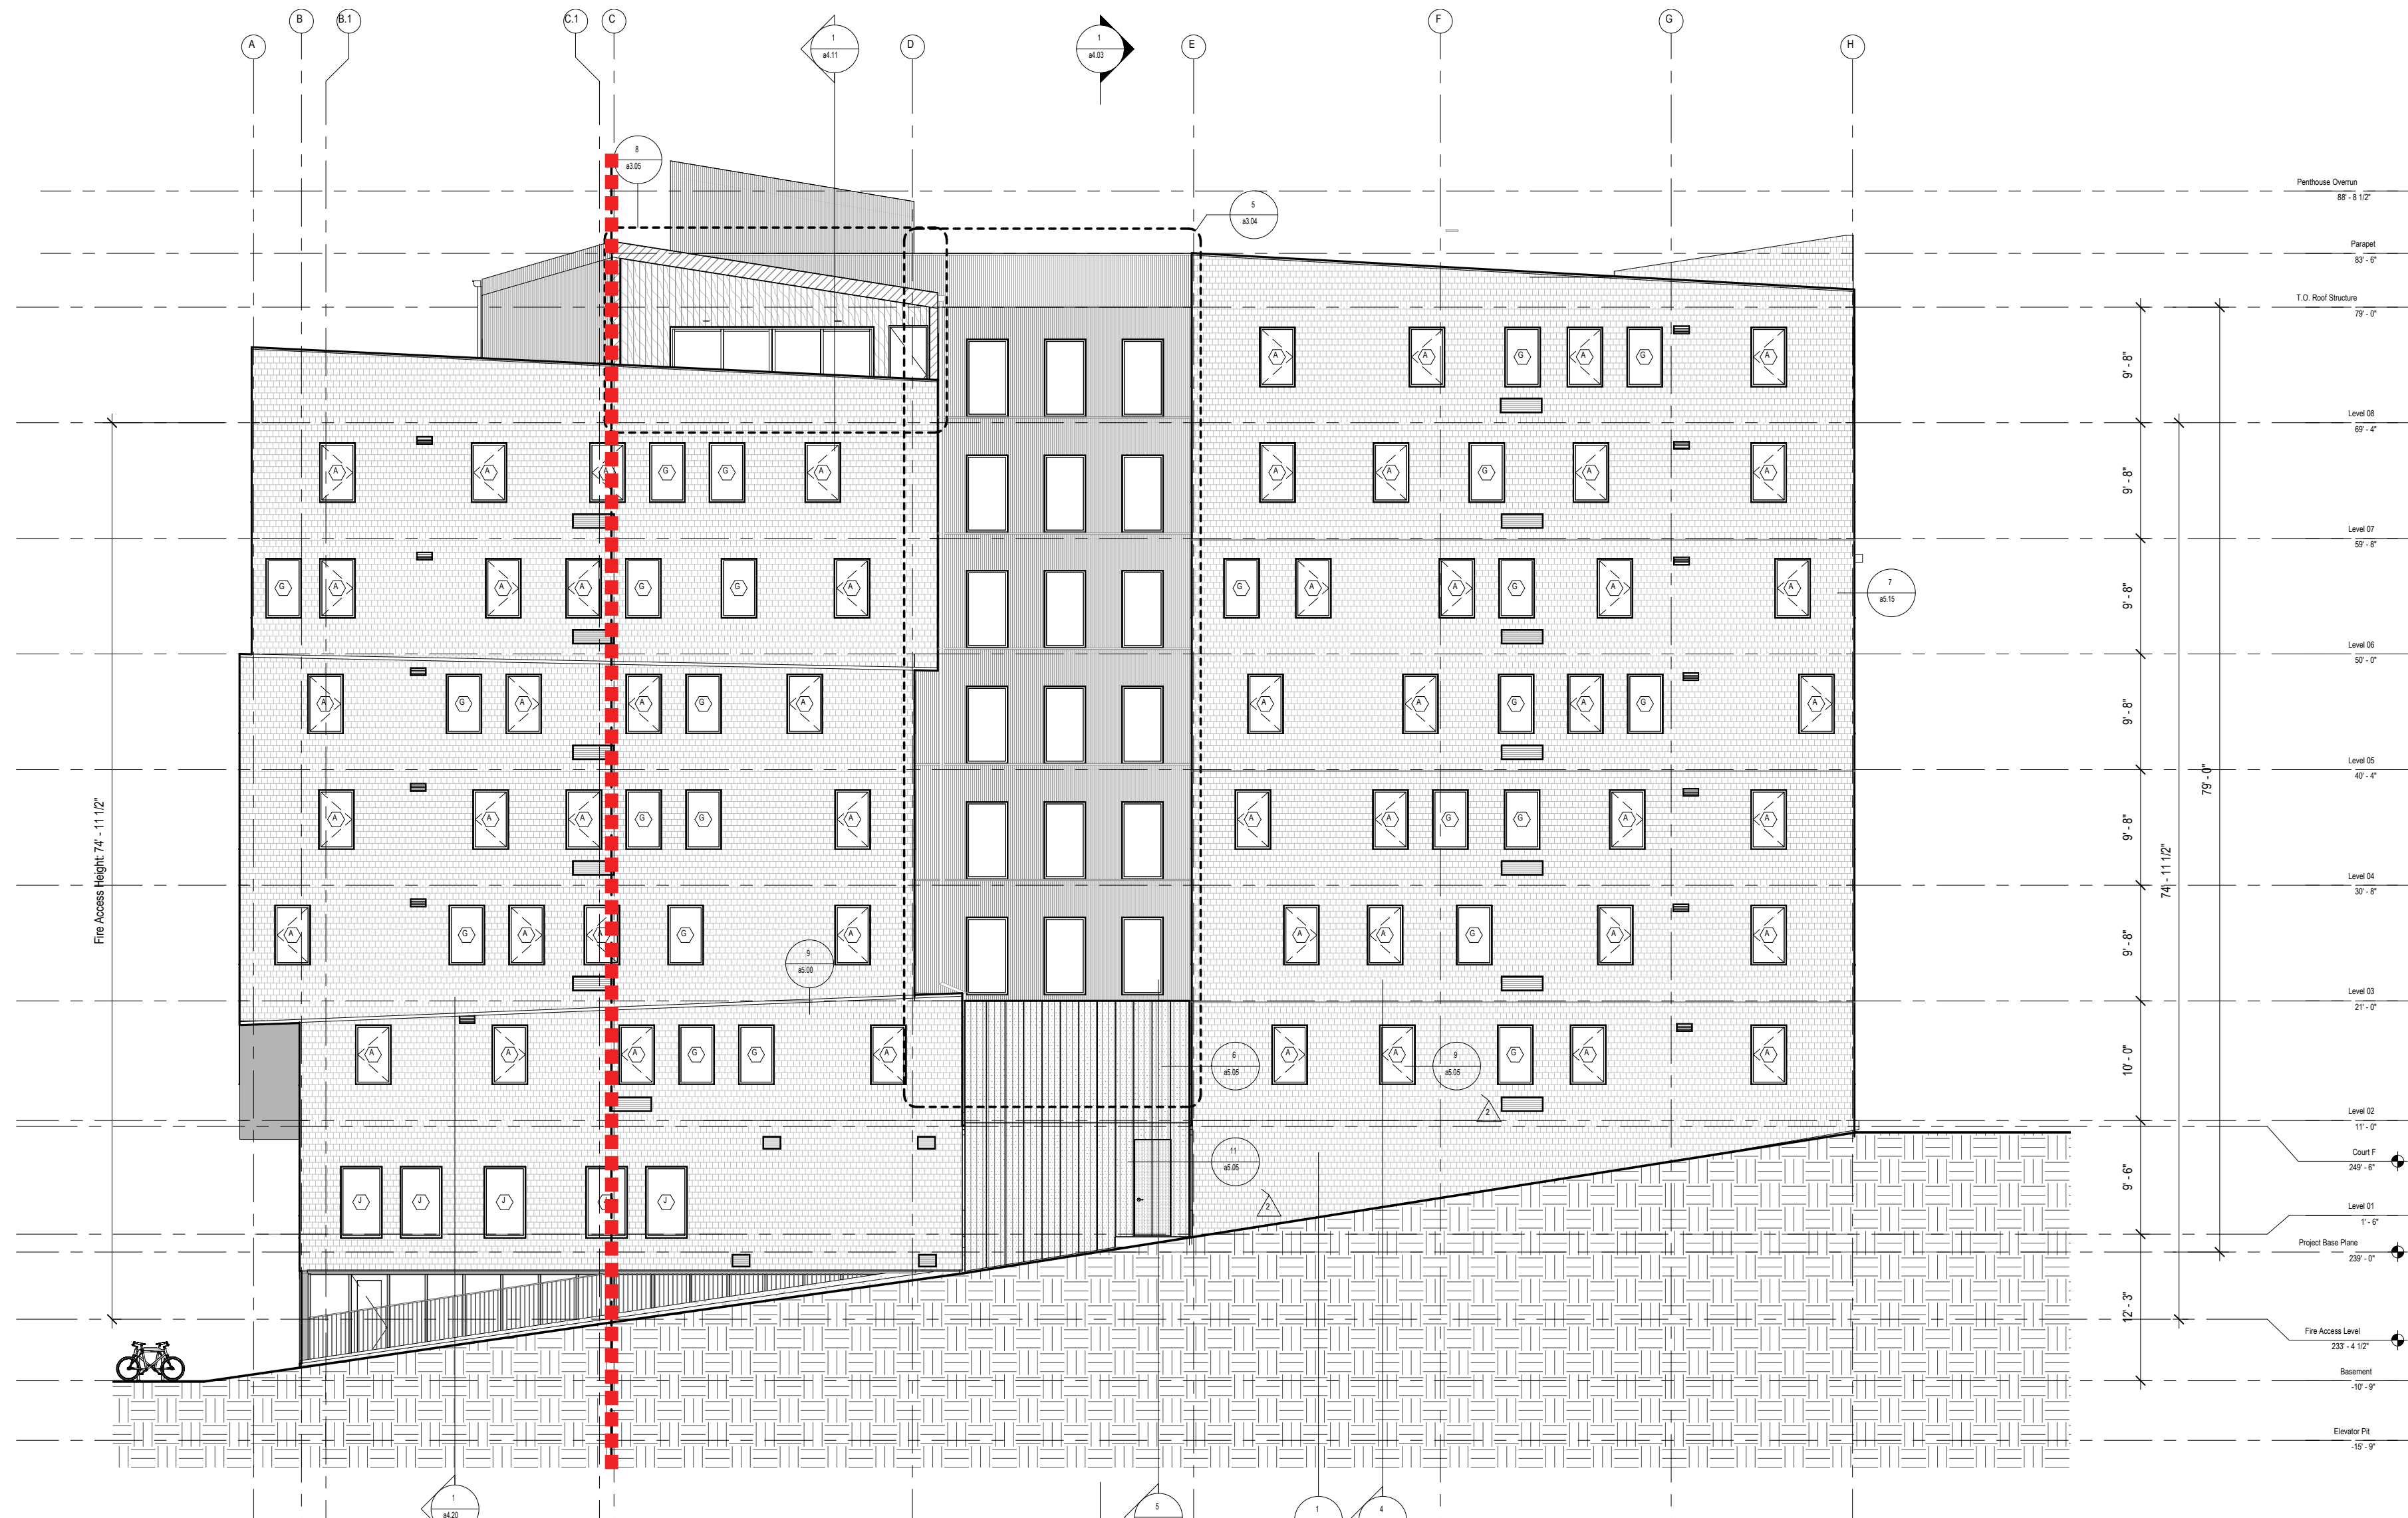 A B B.1 C.1 C D E F G H
1
a4.11
1
a4.03
8
a3.05
5
a3.04
Penthouse Overrun
88' - 8 1/2"
Parapet
83' - 6"
T.O. Roof Structure
79' - 0"
9' - 8"
A A G A G A
Level 08
69' - 4"
9' - 8"
A A A G G A A A G A A
Level 07
59' - 8"
9' - 8"
G A A A G G A G A A G A A
7
a5.15
Level 06
50' - 0"
9' - 8"
A G A A G A A A G A G A
Level 05
40' - 4"
9' - 8"
A A A G G A A A G G A A
79' - 0"
74' - 11 1/2"
Fire Access Height: 74' - 11 1/2"
Level 04
30' - 8"
9' - 8"
A G A A G A A A G A A
9
a5.00
Level 03
21' - 0"
10' - 0"
A A A G G A A A G A A
6
a5.05
9
a5.05
2
Level 02
11' - 0"
Court F
249' - 6"
9' - 6"
11
a5.05
J J J J
2
Level 01
1' - 6"
Project Base Plane
239' - 0"
12' - 3"
Fire Access Level
233' - 4 1/2"
Basement
-10' - 9"
Elevator Pit
-15' - 9"
1
a4.20
5
1
4